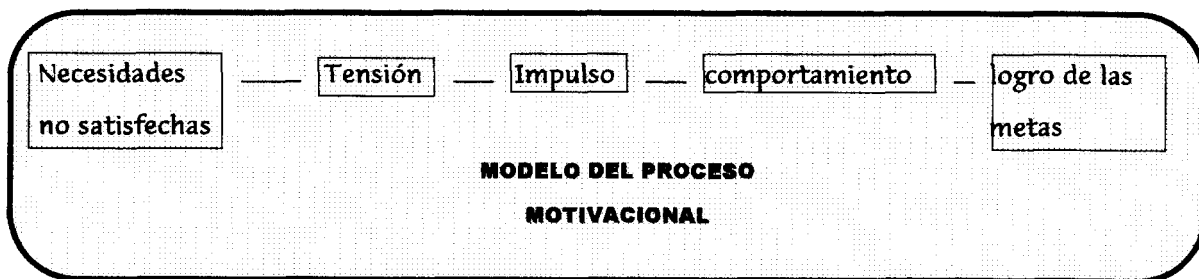 Necesidades
no satisfechas
Tensión
Impulso
comportamiento
logro de las
metas
MODELO DEL PROCESO
MOTIVACIONAL